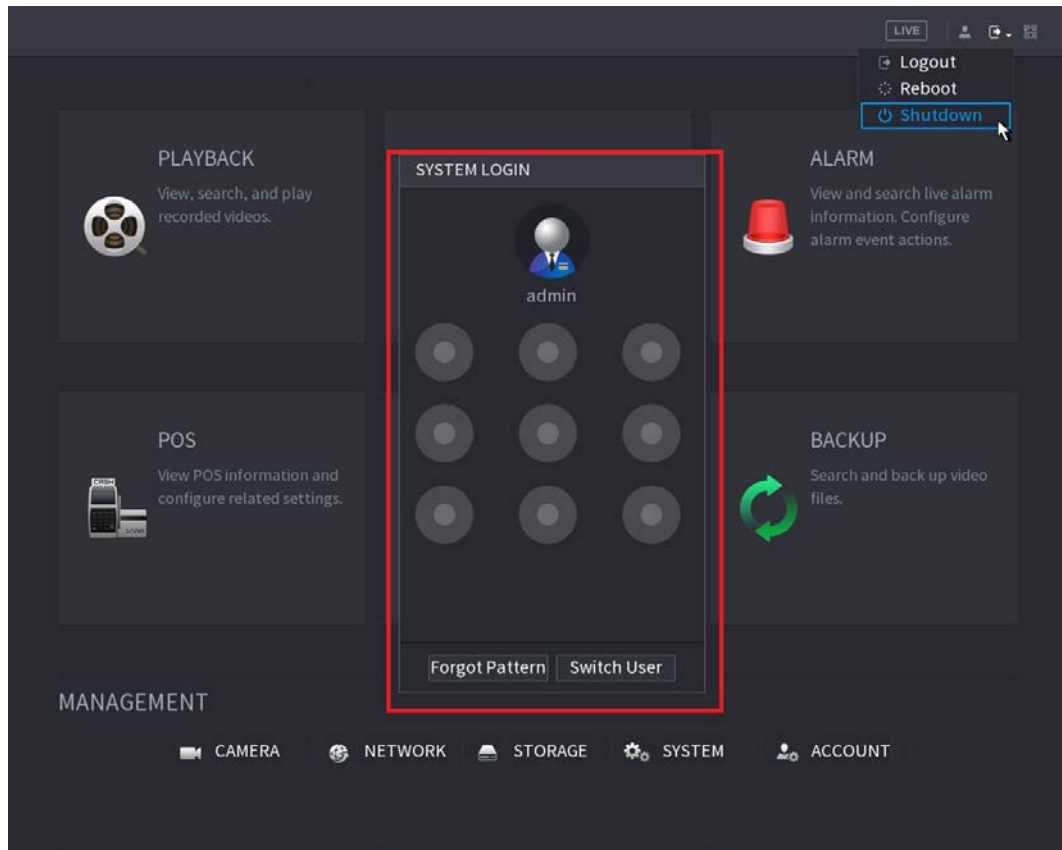 LIVE
Logout
Reboot
Shutdown
PLAYBACK
View, search, and play
recorded videos.
SYSTEM LOGIN
admin
Forgot Pattern
Switch User
ALARM
View and search live alarm
information. Configure
alarm event actions.
POS
View POS information and
configure related settings.
BACKUP
Search and back up video
files.
MANAGEMENT
CAMERA
NETWORK
STORAGE
SYSTEM
ACCOUNT